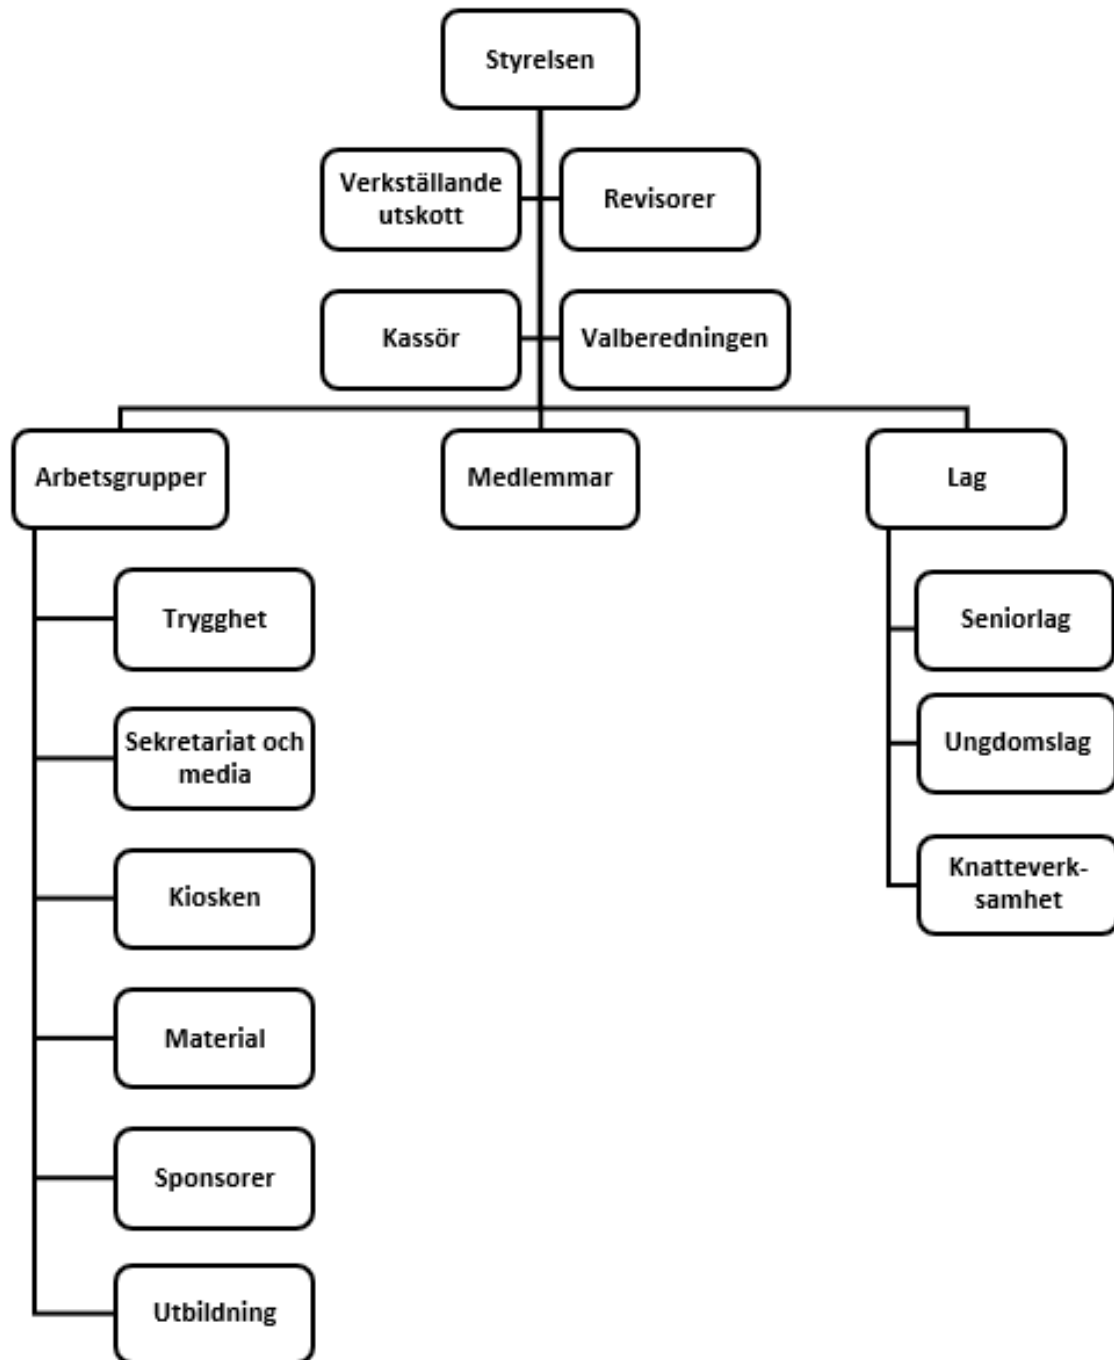 Styrelsen
Verkställande
utskott
Revisorer
Kassör
Valberedningen
Arbetsgrupper
Medlemmar
Lag
Trygghet
Sekretariat och
media
Kiosken
Material
Sponsorer
Utbildning
Seniorlag
Ungdomslag
Knatteverk-
samhet